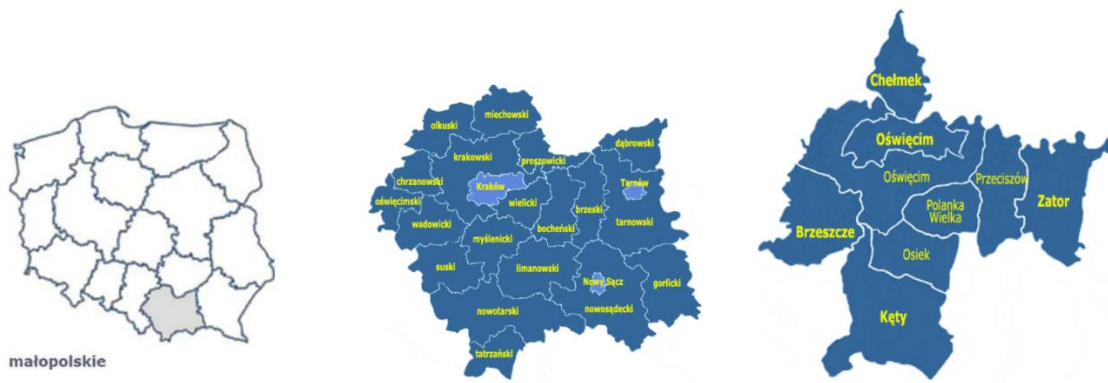 małopolskie
miechowski
olkuski
dąbrowski
krakowski
proszowicki
chrzanowski
Kraków
Tarnów
oświęcimski
wielicki
brzeski
wadowicki
bocheński
tarnowski
myślenicki
suski
limanowski
Nowy Sącz
gorlicki
nowotarski
nowosądecki
tatrzański
Chełmek
Oświęcim
Oświęcim
Przeciszów
Polanka
Wielka
Zator
Brzeszcze
Osiek
Kęty